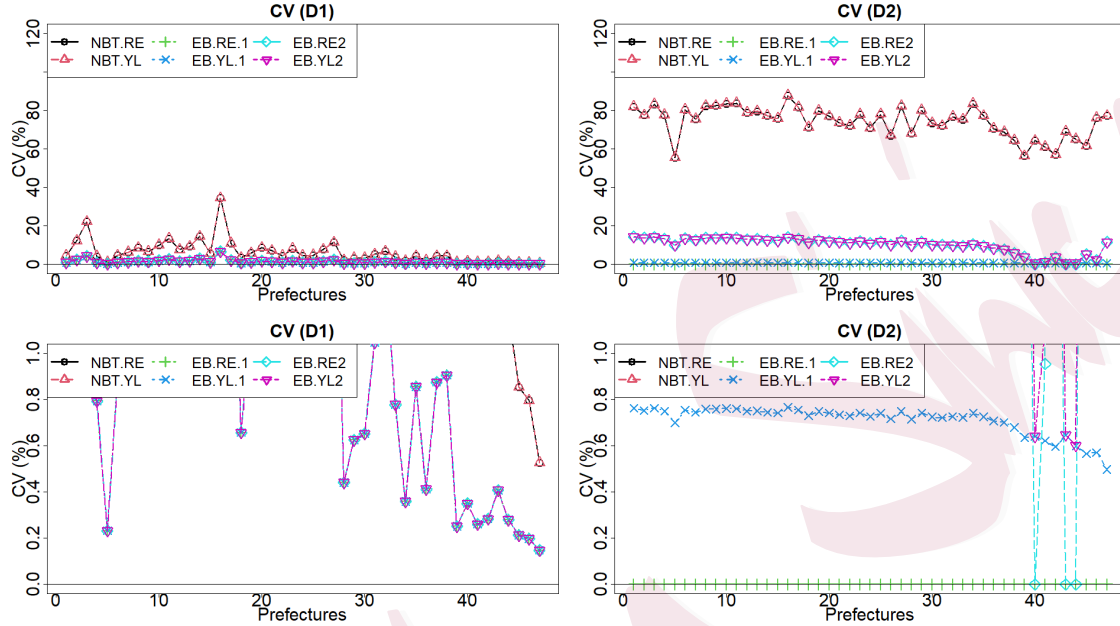 CV (D1)
120
80
60
40
20
0
CV (%)
NBT.RE EB.RE.1 EB.RE2
NBT.YL EB.YL.1 EB.YL2
0 10 20 30 40
Prefectures
CV (D2)
120
80
60
40
20
0
CV (%)
NBT.RE EB.RE.1 EB.RE2
NBT.YL EB.YL.1 EB.YL2
0 10 20 30 40
Prefectures
CV (D1)
1.0
0.8
0.6
0.4
0.2
0.0
CV (%)
NBT.RE EB.RE.1 EB.RE2
NBT.YL EB.YL.1 EB.YL2
0 10 20 30 40
Prefectures
CV (D2)
1.0
0.8
0.6
0.4
0.2
0.0
CV (%)
NBT.RE EB.RE.1 EB.RE2
NBT.YL EB.YL.1 EB.YL2
0 10 20 30 40
Prefectures